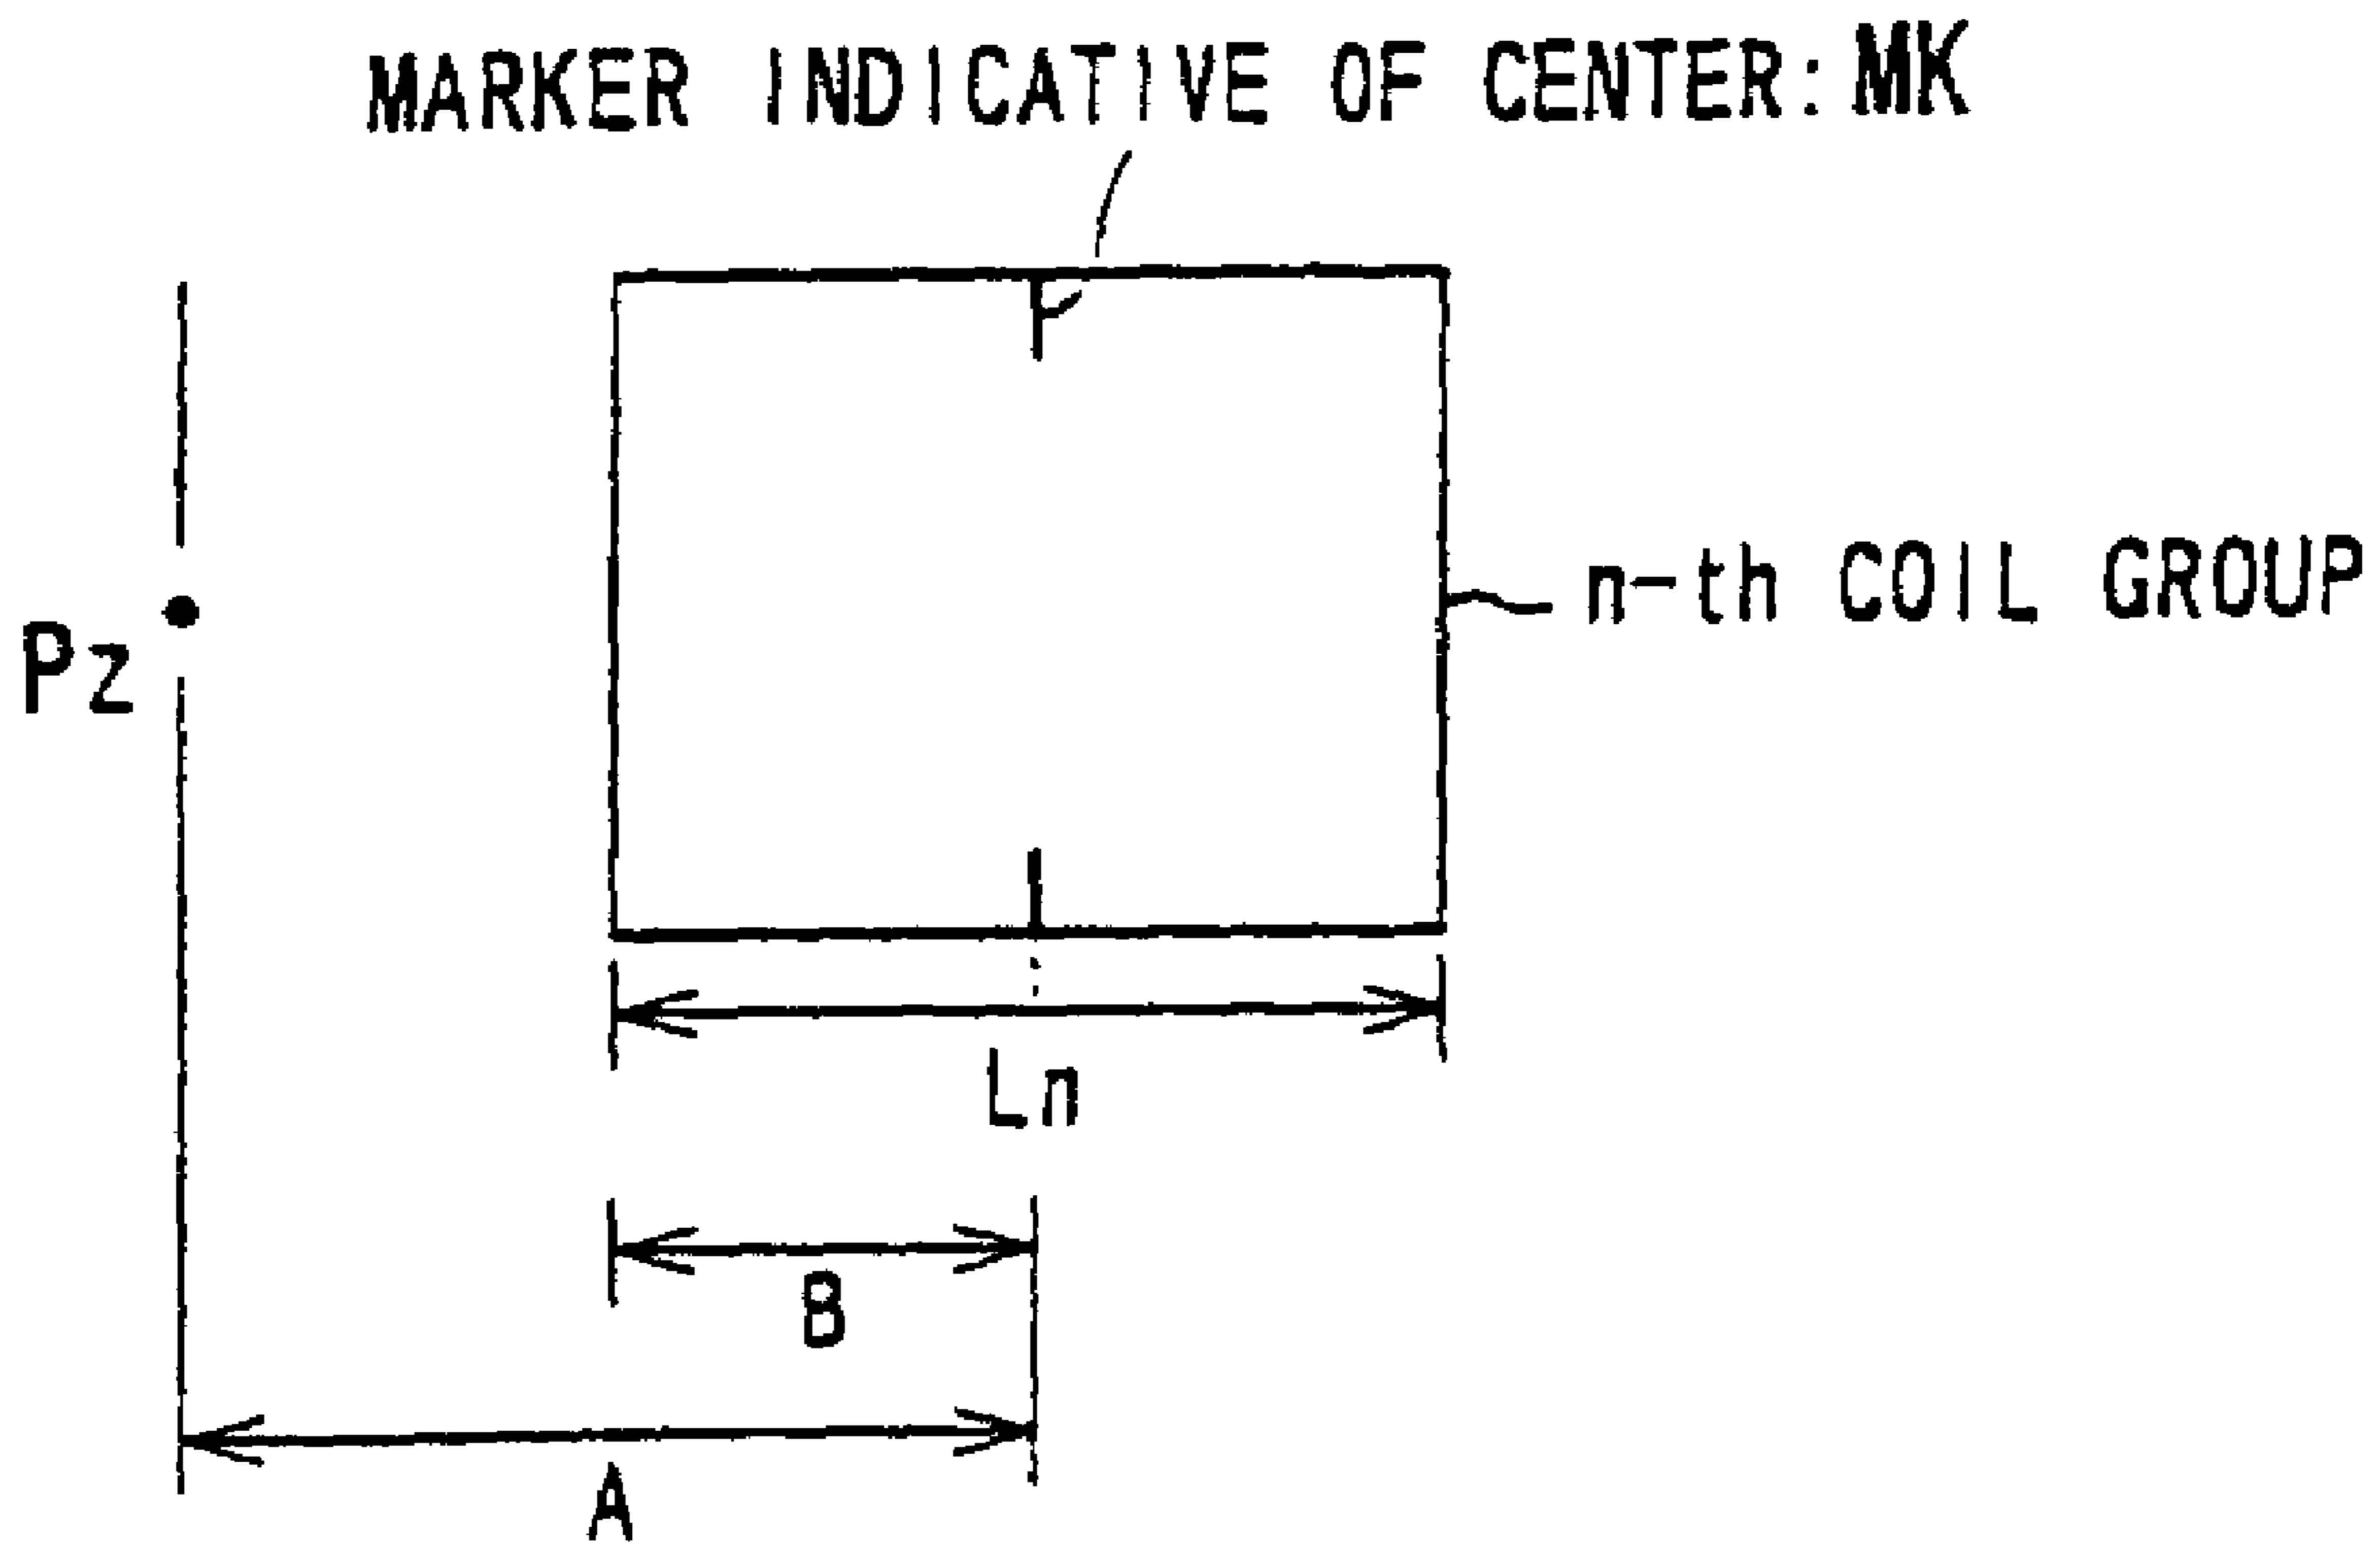 MARKER INDICATIVE OF CENTER: MK
n-th COIL GROUP
Pz
Ln
B
A